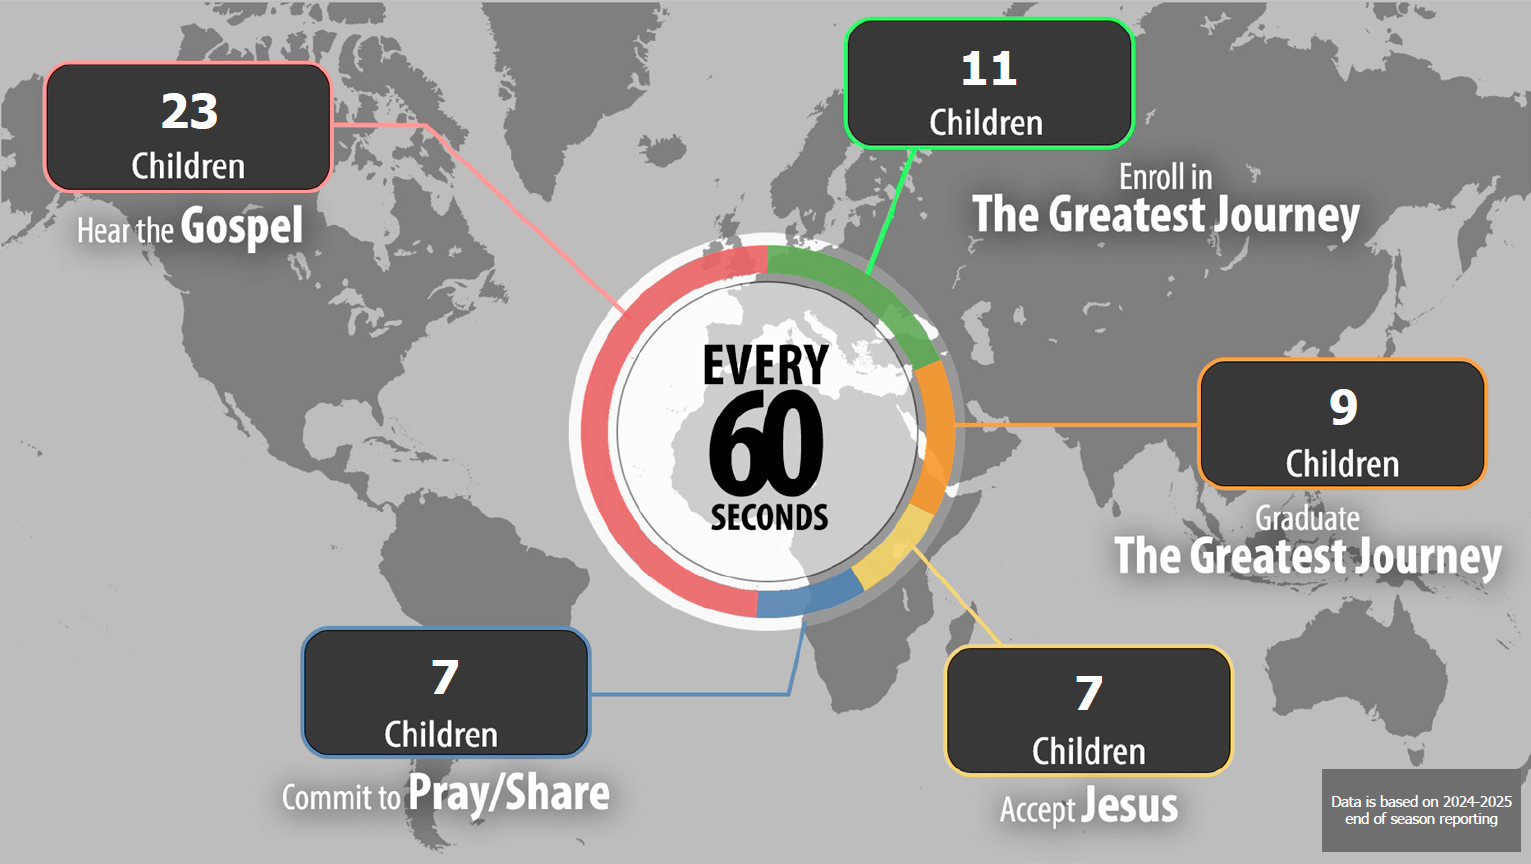 23
Children
Hear the Gospel
11
Children
Enroll in
The Greatest Journey
EVERY
60
SECONDS
9
Children
Graduate
The Greatest Journey
7
Children
Commit to Pray/Share
7
Children
Accept Jesus
Data is based on 2024-2025
end of season reporting